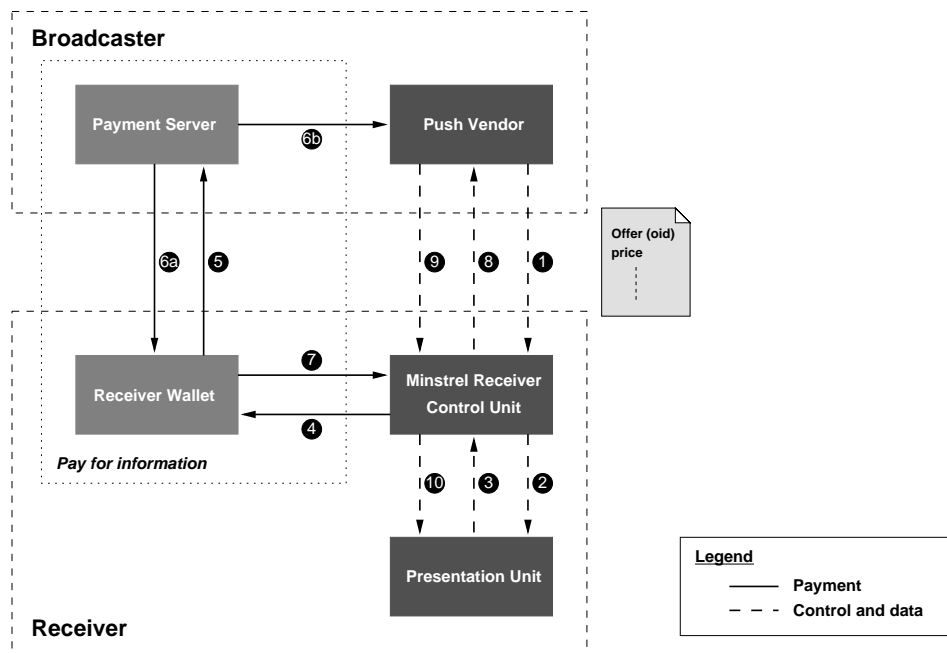 Broadcaster
Payment Server
Push Vendor
6b
Offer (oid)
price
6a
5
9
8
1
7
Receiver Wallet
Minstrel Receiver
Control Unit
4
Pay for information
10
3
2
Presentation Unit
Receiver
Legend
Payment
Control and data